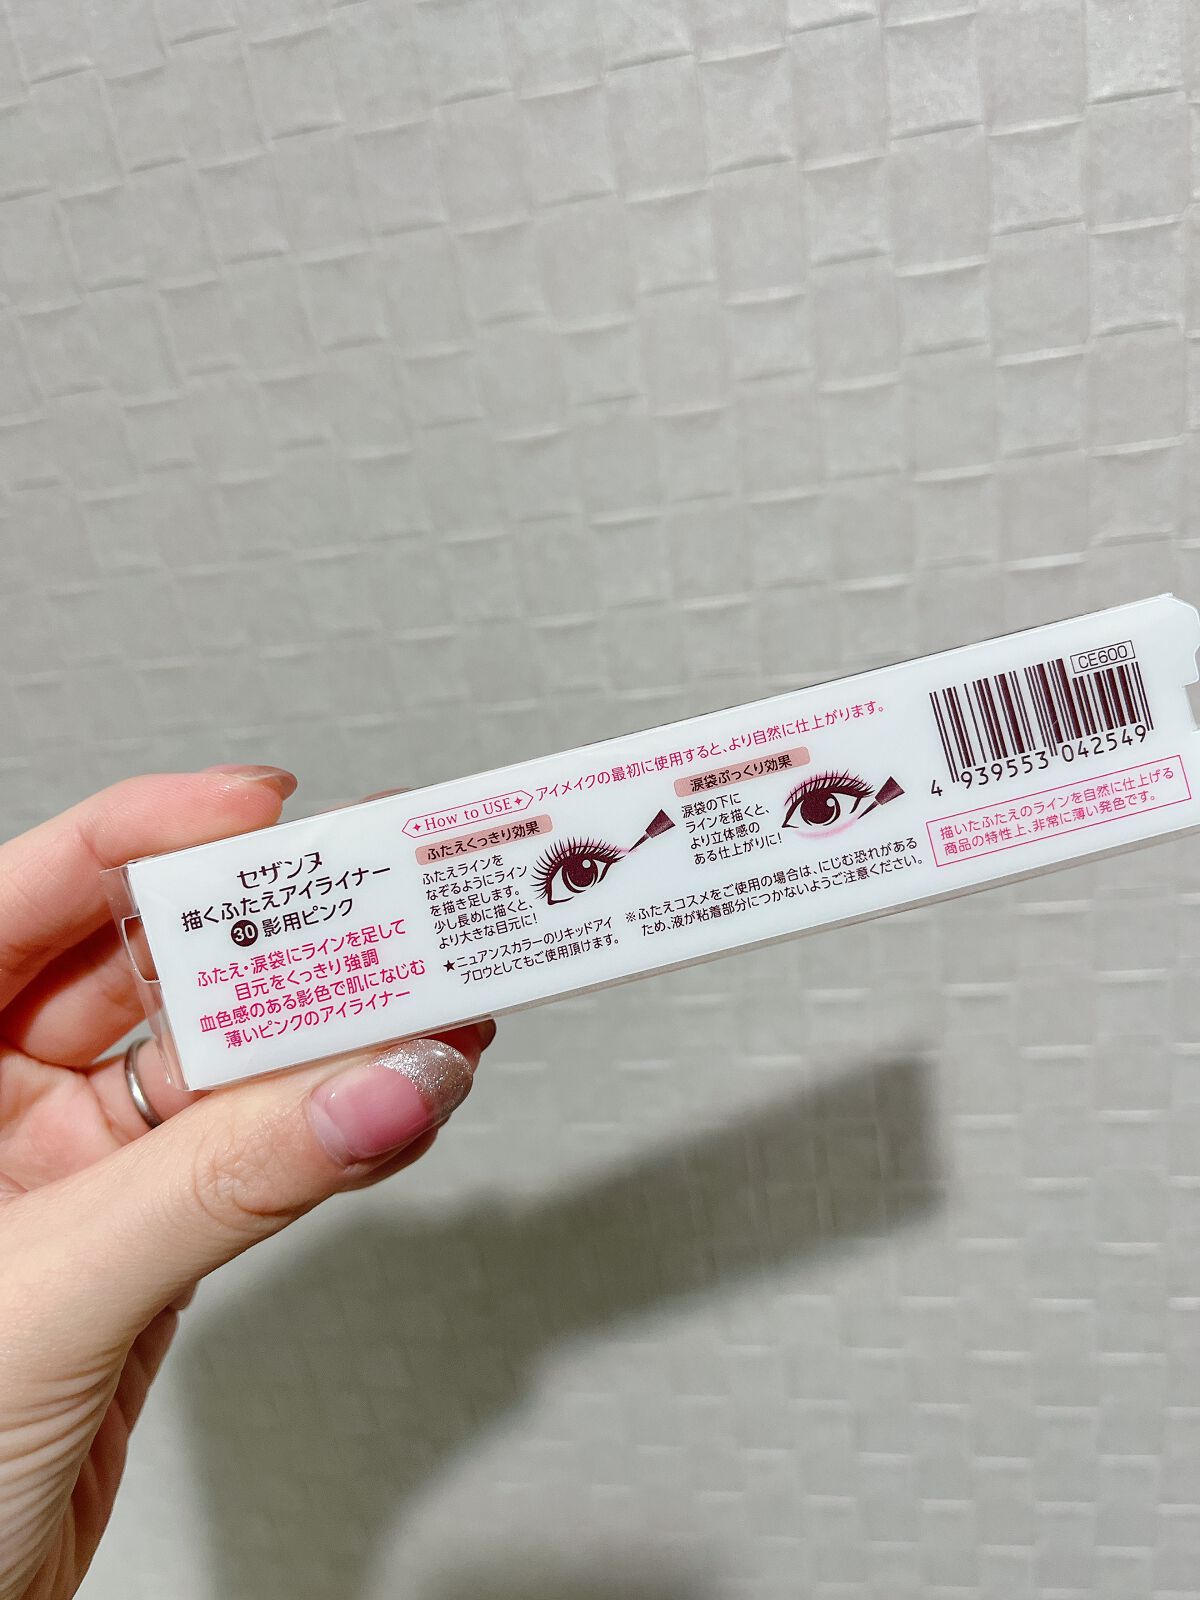 セザンヌ
描くふたえアイライナー
30 影用ピンク
ふたえ・涙袋にラインを足して
目元をくっきり強調
血色感のある影色で肌になじむ
薄いピンクのアイライナー
How to USE アイメイクの最初に使用すると、より自然に仕上がります。
ふたえくっきり効果
ふたえラインを
なぞるようにライン
を描き足します。
少し長めに描くと、
より大きな目元に!
★ニュアンスカラーのリキッドアイ
ブロウとしてもご使用頂けます。
涙袋ぷっくり効果
涙袋の下に
ラインを描くと、
より立体感の
ある仕上がりに!
※ふたえコスメをご使用の場合は、にじむ恐れがある
ため、液が粘着部分につかないようご注意ください。
CE600
4 939553 042549
描いたふたえのラインを自然に仕上げる
商品の特性上、非常に薄い発色です。